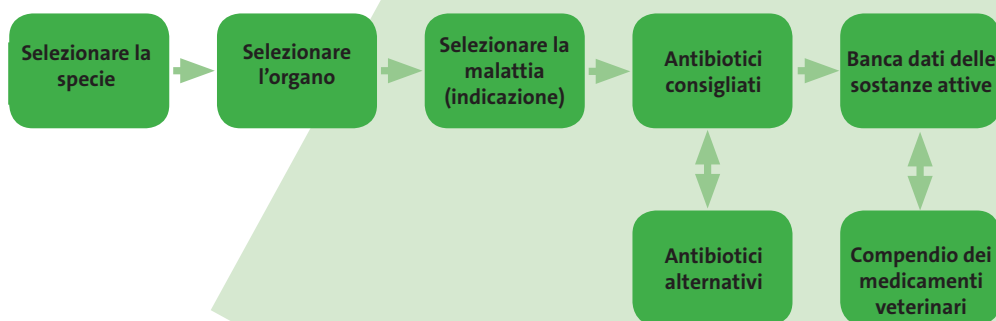 Selezionare la
specie
Selezionare
l’organo
Selezionare la
malattia
(indicazione)
Antibiotici
consigliati
Banca dati delle
sostanze attive
Antibiotici
alternativi
Compendio dei
medicamenti
veterinari